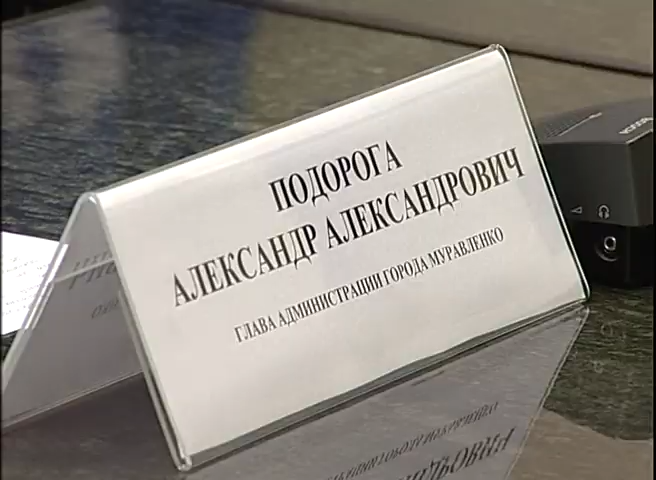 ПОДОРОГА
АЛЕКСАНДР АЛЕКСАНДРОВИЧ
ГЛАВА АДМИНИСТРАЦИИ ГОРОДА МУРАВЛЕНКО